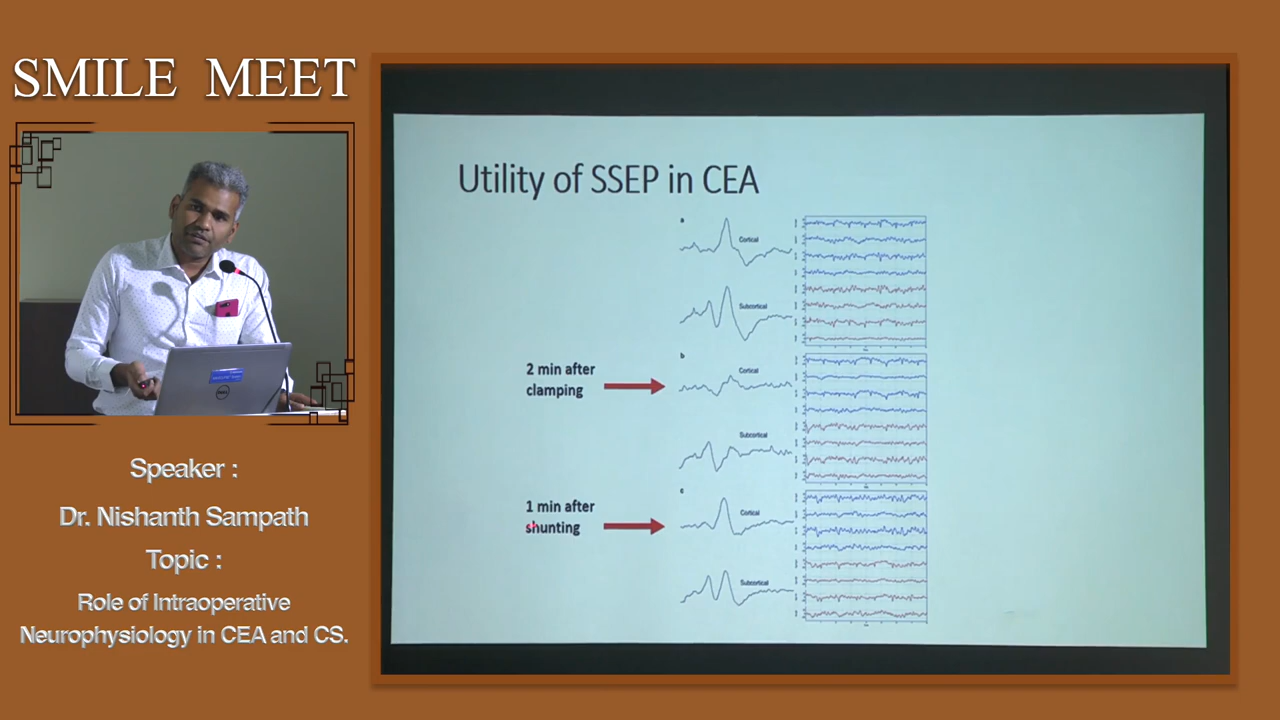 SMILE MEET
Speaker :
Dr. Nishanth Sampath
Topic :
Role of Intraoperative
Neurophysiology in CEA and CS.
Utility of SSEP in CEA
a
Cortical
Subcortical
b
2 min after
clamping
Cortical
Subcortical
c
1 min after
shunting
Cortical
Subcortical
DELL